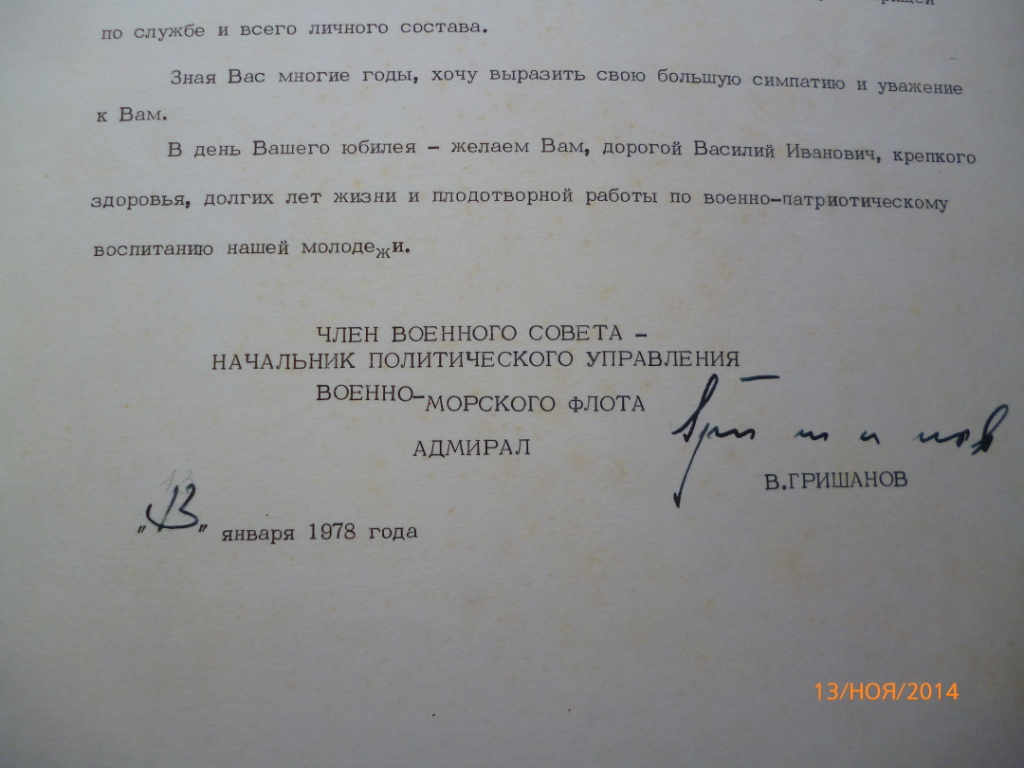 по службе и всего личного состава.
Зная Вас многие годы, хочу выразить свою большую симпатию и уважение
к Вам.
В день Вашего юбилея - желаем Вам, дорогой Василий Иванович, крепкого
здоровья, долгих лет жизни и плодотворной работы по военно-патриотическому
воспитанию нашей молодежи.
ЧЛЕН ВОЕННОГО СОВЕТА -
НАЧАЛЬНИК ПОЛИТИЧЕСКОГО УПРАВЛЕНИЯ
ВОЕННО-МОРСКОГО ФЛОТА
АДМИРАЛ
Гришанов
В.ГРИШАНОВ
„13” января 1978 года
13/НОЯ/2014